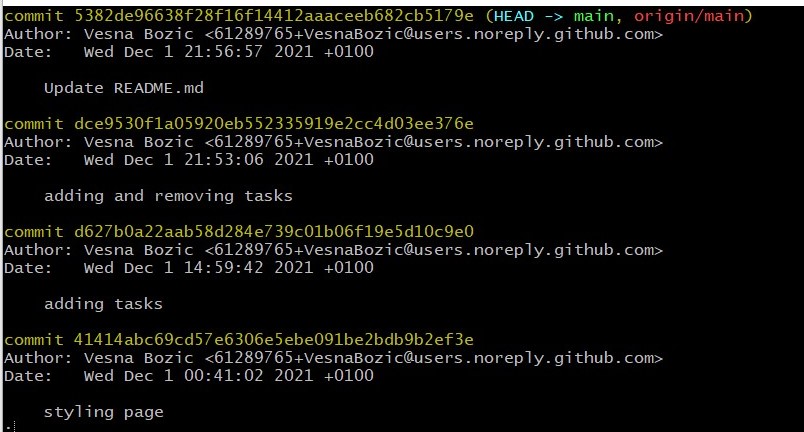 commit 5382de96638f28f16f14412aaaceeb682cb5179e (HEAD -> main, origin/main)
Author: Vesna Bozic <61289765+VesnaBozic@users.noreply.github.com>
Date:   Wed Dec 1 21:56:57 2021 +0100
Update README.md
commit dce9530f1a05920eb552335919e2cc4d03ee376e
Author: Vesna Bozic <61289765+VesnaBozic@users.noreply.github.com>
Date:   Wed Dec 1 21:53:06 2021 +0100
adding and removing tasks
commit d627b0a22aab58d284e739c01b06f19e5d10c9e0
Author: Vesna Bozic <61289765+VesnaBozic@users.noreply.github.com>
Date:   Wed Dec 1 14:59:42 2021 +0100
adding tasks
commit 41414abc69cd57e6306e5ebe091be2bdb9b2ef3e
Author: Vesna Bozic <61289765+VesnaBozic@users.noreply.github.com>
Date:   Wed Dec 1 00:41:02 2021 +0100
styling page